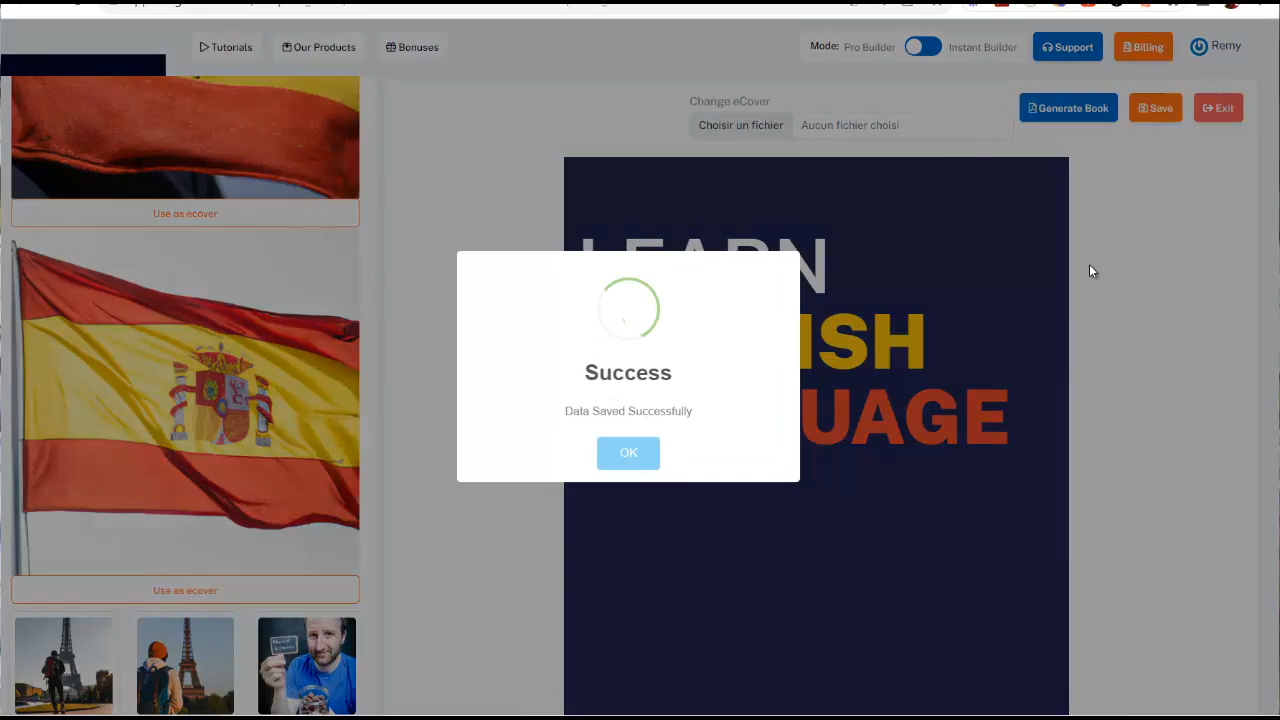 Tutorials
Our Products
Bonuses
Mode:
Pro Builder
Instant Builder
Support
Billing
Remy
Change eCover
Choisir un fichier
Aucun fichier choisi
Generate Book
Save
Exit
Use as ecover
LEARN
ISH
UAGE
Success
Data Saved Successfully
OK
Use as ecover